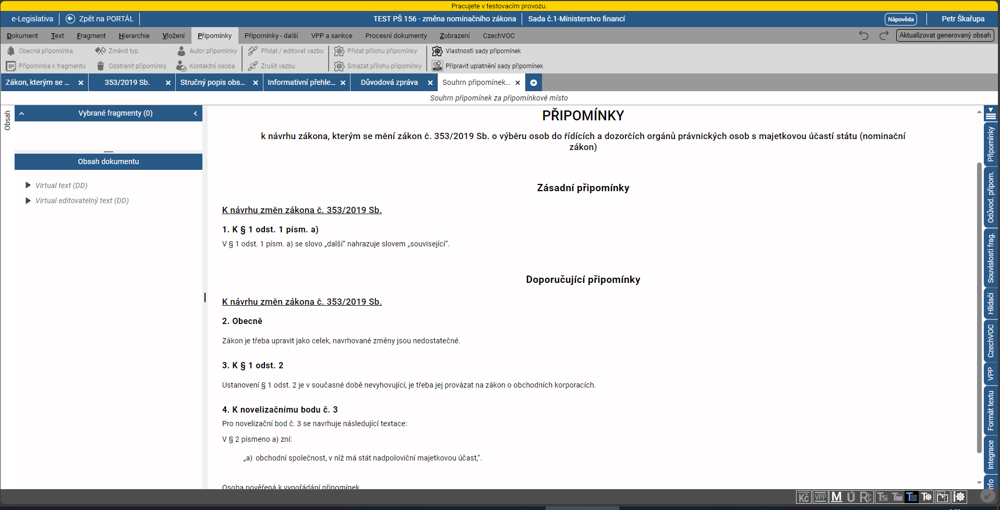 Pracujete v testovacím provozu.
e-Legislativa
Zpět na PORTÁL
TEST PŠ 156 - změna nominačního zákona
Sada č.1-Ministerstvo financí
Nápověda
Petr Škařupa
Dokument Text Fragment Hierarchie Vložení Připomínky Připomínky - další VPP a sankce Procesní dokumenty Zobrazení CzechVOC
Aktualizovat generovaný obsah
Obecná připomínka Změnit typ Autor připomínky Přidat / editovat vazbu Přidat přílohu připomínky Vlastnosti sady připomínek
Připomínka k fragmentu Odstranit připomínky Kontaktní osoba Zrušit vazbu Smazat přílohu připomínky Připravit uplatnění sady připomínek
Zákon, kterým se ... 353/2019 Sb. Stručný popis obs... Informativní přehle... Důvodová zpráva Souhrn připomínek...
Souhrn připomínek za připomínkové místo
Obsah
Vybrané fragmenty (0)
Obsah dokumentu
Virtual text (DD)
Virtual editovatelný text (DD)
PŘIPOMÍNKY
k návrhu zákona, kterým se mění zákon č. 353/2019 Sb. o výběru osob do řídících a dozorčích orgánů právnických osob s majetkovou účastí státu (nominační
zákon)
Zásadní připomínky
K návrhu změn zákona č. 353/2019 Sb.
1. K § 1 odst. 1 písm. a)
V § 1 odst. 1 písm. a) se slovo „další“ nahrazuje slovem „související“.
Doporučující připomínky
K návrhu změn zákona č. 353/2019 Sb.
2. Obecně
Zákon je třeba upravit jako celek, navrhované změny jsou nedostatečné.
3. K § 1 odst. 2
Ustanovení § 1 odst. 2 je v současné době nevyhovující, je třeba jej provázat na zákon o obchodních korporacích.
4. K novelizačnímu bodu č. 3
Pro novelizační bod č. 3 se navrhuje následující textace:
V § 2 písmeno a) zní:
„a) obchodní společnost, v níž má stát nadpoloviční majetkovou účast,“.
Osoba pověřená k vypořádání připomínek
Připomínky
Odůvod. připom.
Souvislosti frag.
Hlídači
CzechVOC
VPP
Formát textu
Integrace
nfo
Kč VPP M Ú R